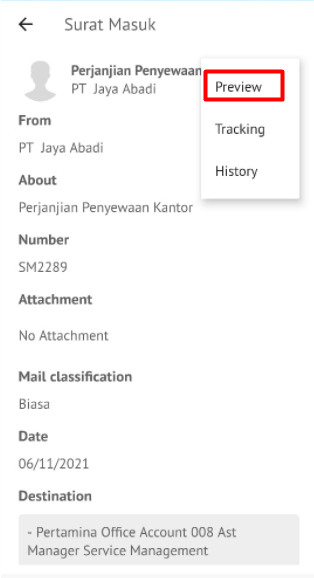 Surat Masuk
Perjanjian Penyewaan
PT Jaya Abadi
Preview
Tracking
History
From
PT Jaya Abadi
About
Perjanjian Penyewaan Kantor
Number
SM2289
Attachment
No Attachment
Mail classification
Biasa
Date
06/11/2021
Destination
- Pertamina Office Account 008 Ast
Manager Service Management